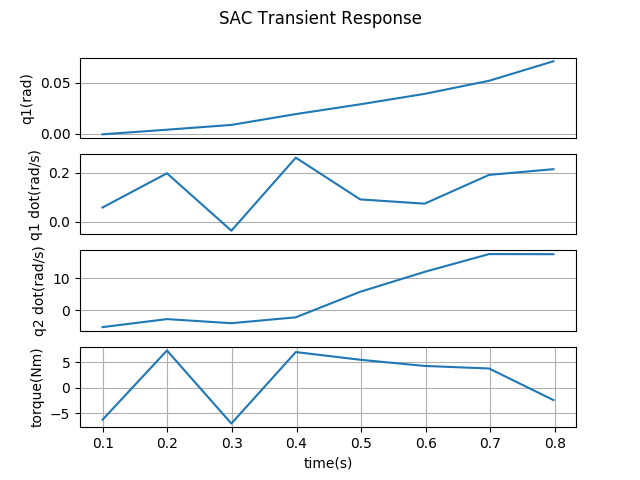 SAC Transient Response
q1(rad)
0.05
0.00
q1 dot(rad/s)
0.2
0.0
q2 dot(rad/s)
10
0
torque(Nm)
5
0
−5
0.1 0.2 0.3 0.4 0.5 0.6 0.7 0.8
time(s)